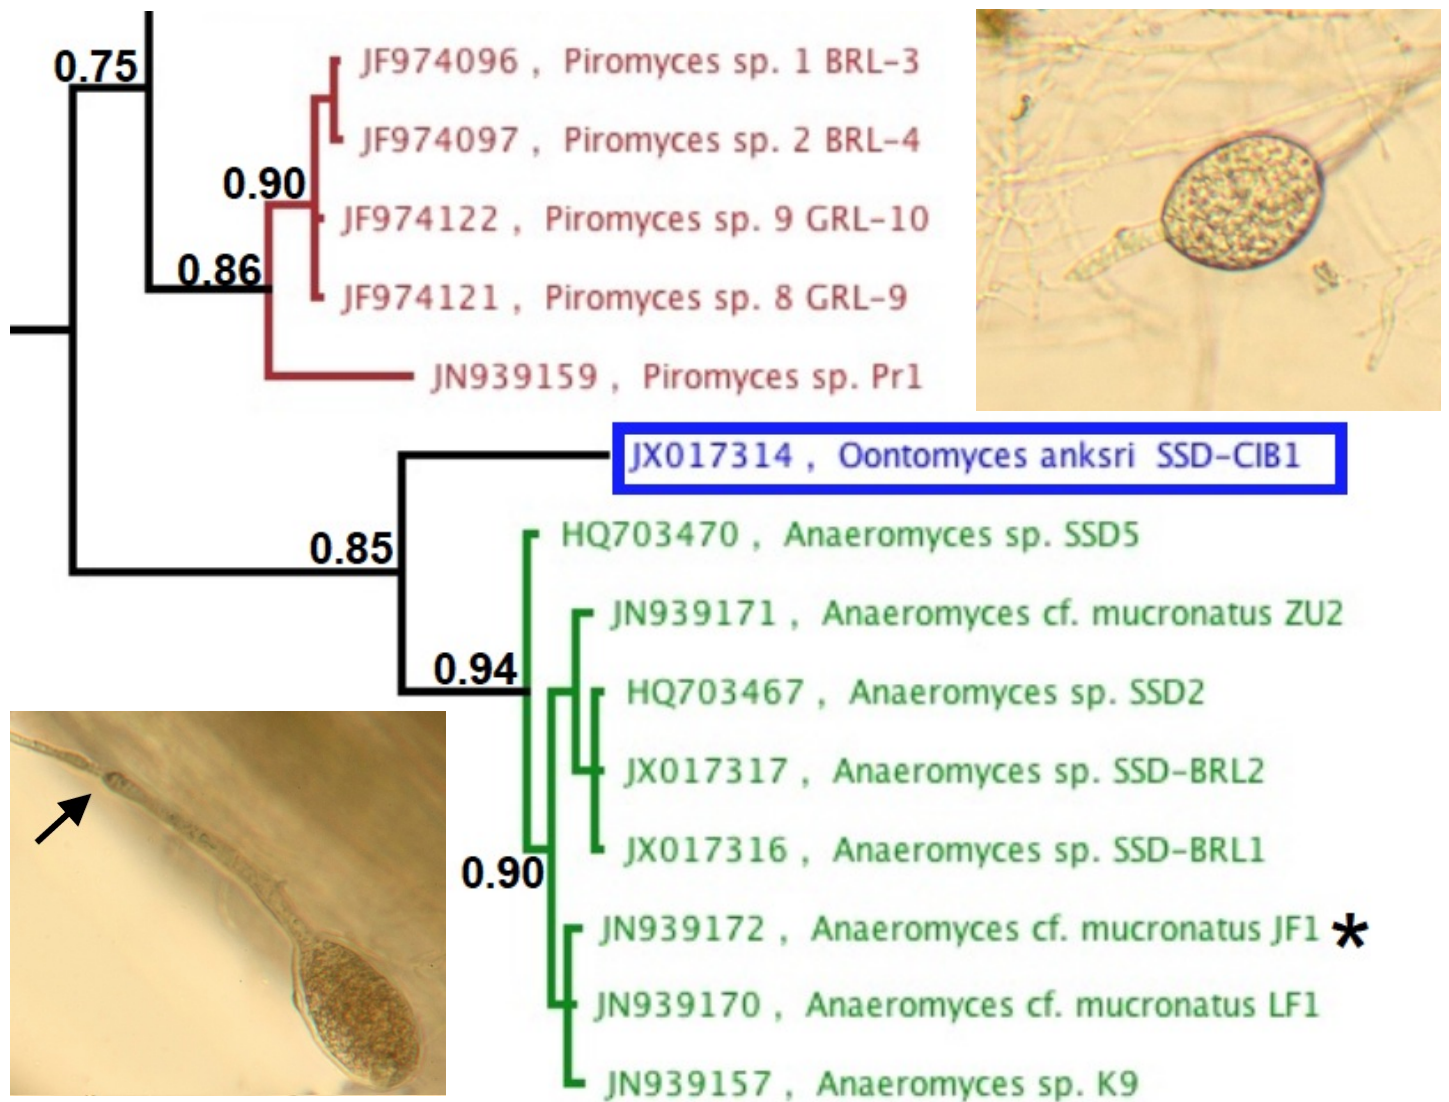 0.75
JF974096 , Piromyces sp. 1 BRL-3
JF974097 , Piromyces sp. 2 BRL-4
0.90
JF974122 , Piromyces sp. 9 GRL-10
0.86
JF974121 , Piromyces sp. 8 GRL-9
JN939159 , Piromyces sp. Pr1
JX017314 , Oontomyces anksri SSD-CIB1
HQ703470 , Anaeromyces sp. SSD5
0.85
JN939171 , Anaeromyces cf. mucronatus ZU2
0.94
HQ703467 , Anaeromyces sp. SSD2
JX017317 , Anaeromyces sp. SSD-BRL2
JX017316 , Anaeromyces sp. SSD-BRL1
0.90
JN939172 , Anaeromyces cf. mucronatus JF1 *
JN939170 , Anaeromyces cf. mucronatus LF1
JN939157 , Anaeromyces sp. K9